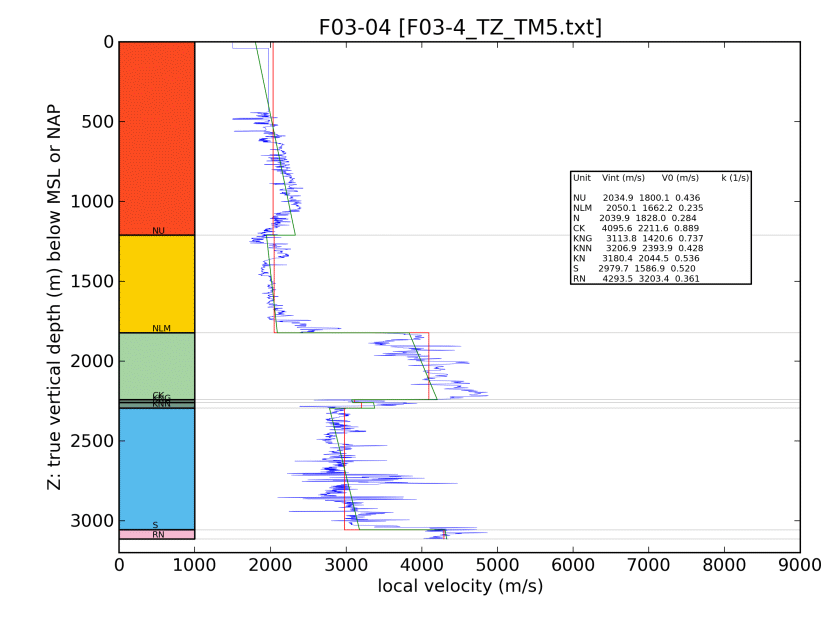 F03-04 [F03-4_TZ_TM5.txt]
0
500
1000
1500
2000
2500
3000
Z: true vertical depth (m) below MSL or NAP
NU
NLM
CK
KNN
S
RN
Unit Vint (m/s) V0 (m/s) k (1/s)
NU 2034.9 1800.1 0.436
NLM 2050.1 1662.2 0.235
N 2039.9 1828.0 0.284
CK 4095.6 2211.6 0.889
KNG 3113.8 1420.6 0.737
KNN 3206.9 2393.9 0.428
KN 3180.4 2044.5 0.536
S 2979.7 1586.9 0.520
RN 4293.5 3203.4 0.361
0 1000 2000 3000 4000 5000 6000 7000 8000 9000
local velocity (m/s)